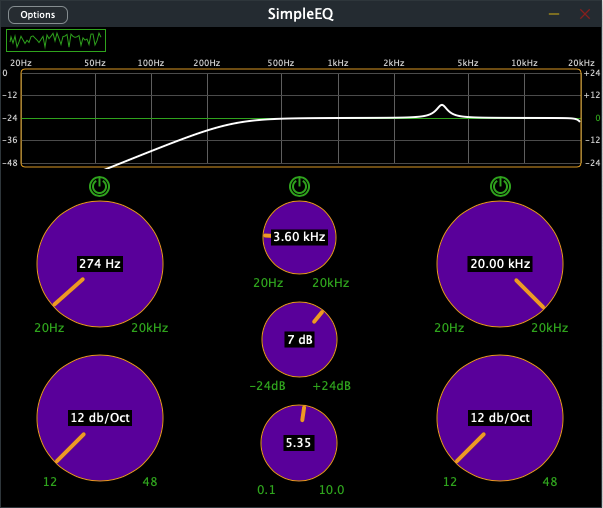 Options SimpleEQ
20Hz 50Hz 100Hz 200Hz 500Hz 1kHz 2kHz 5kHz 10kHz 20kHz
0 +24
−12 +12
−24 0
−36 −12
−48 −24
274 Hz 3.60 kHz 20.00 kHz
20Hz 20kHz
20Hz 20kHz 20Hz 20kHz
7 dB
−24dB +24dB
12 db/Oct 12 db/Oct
5.35
12 48 12 48
0.1 10.0